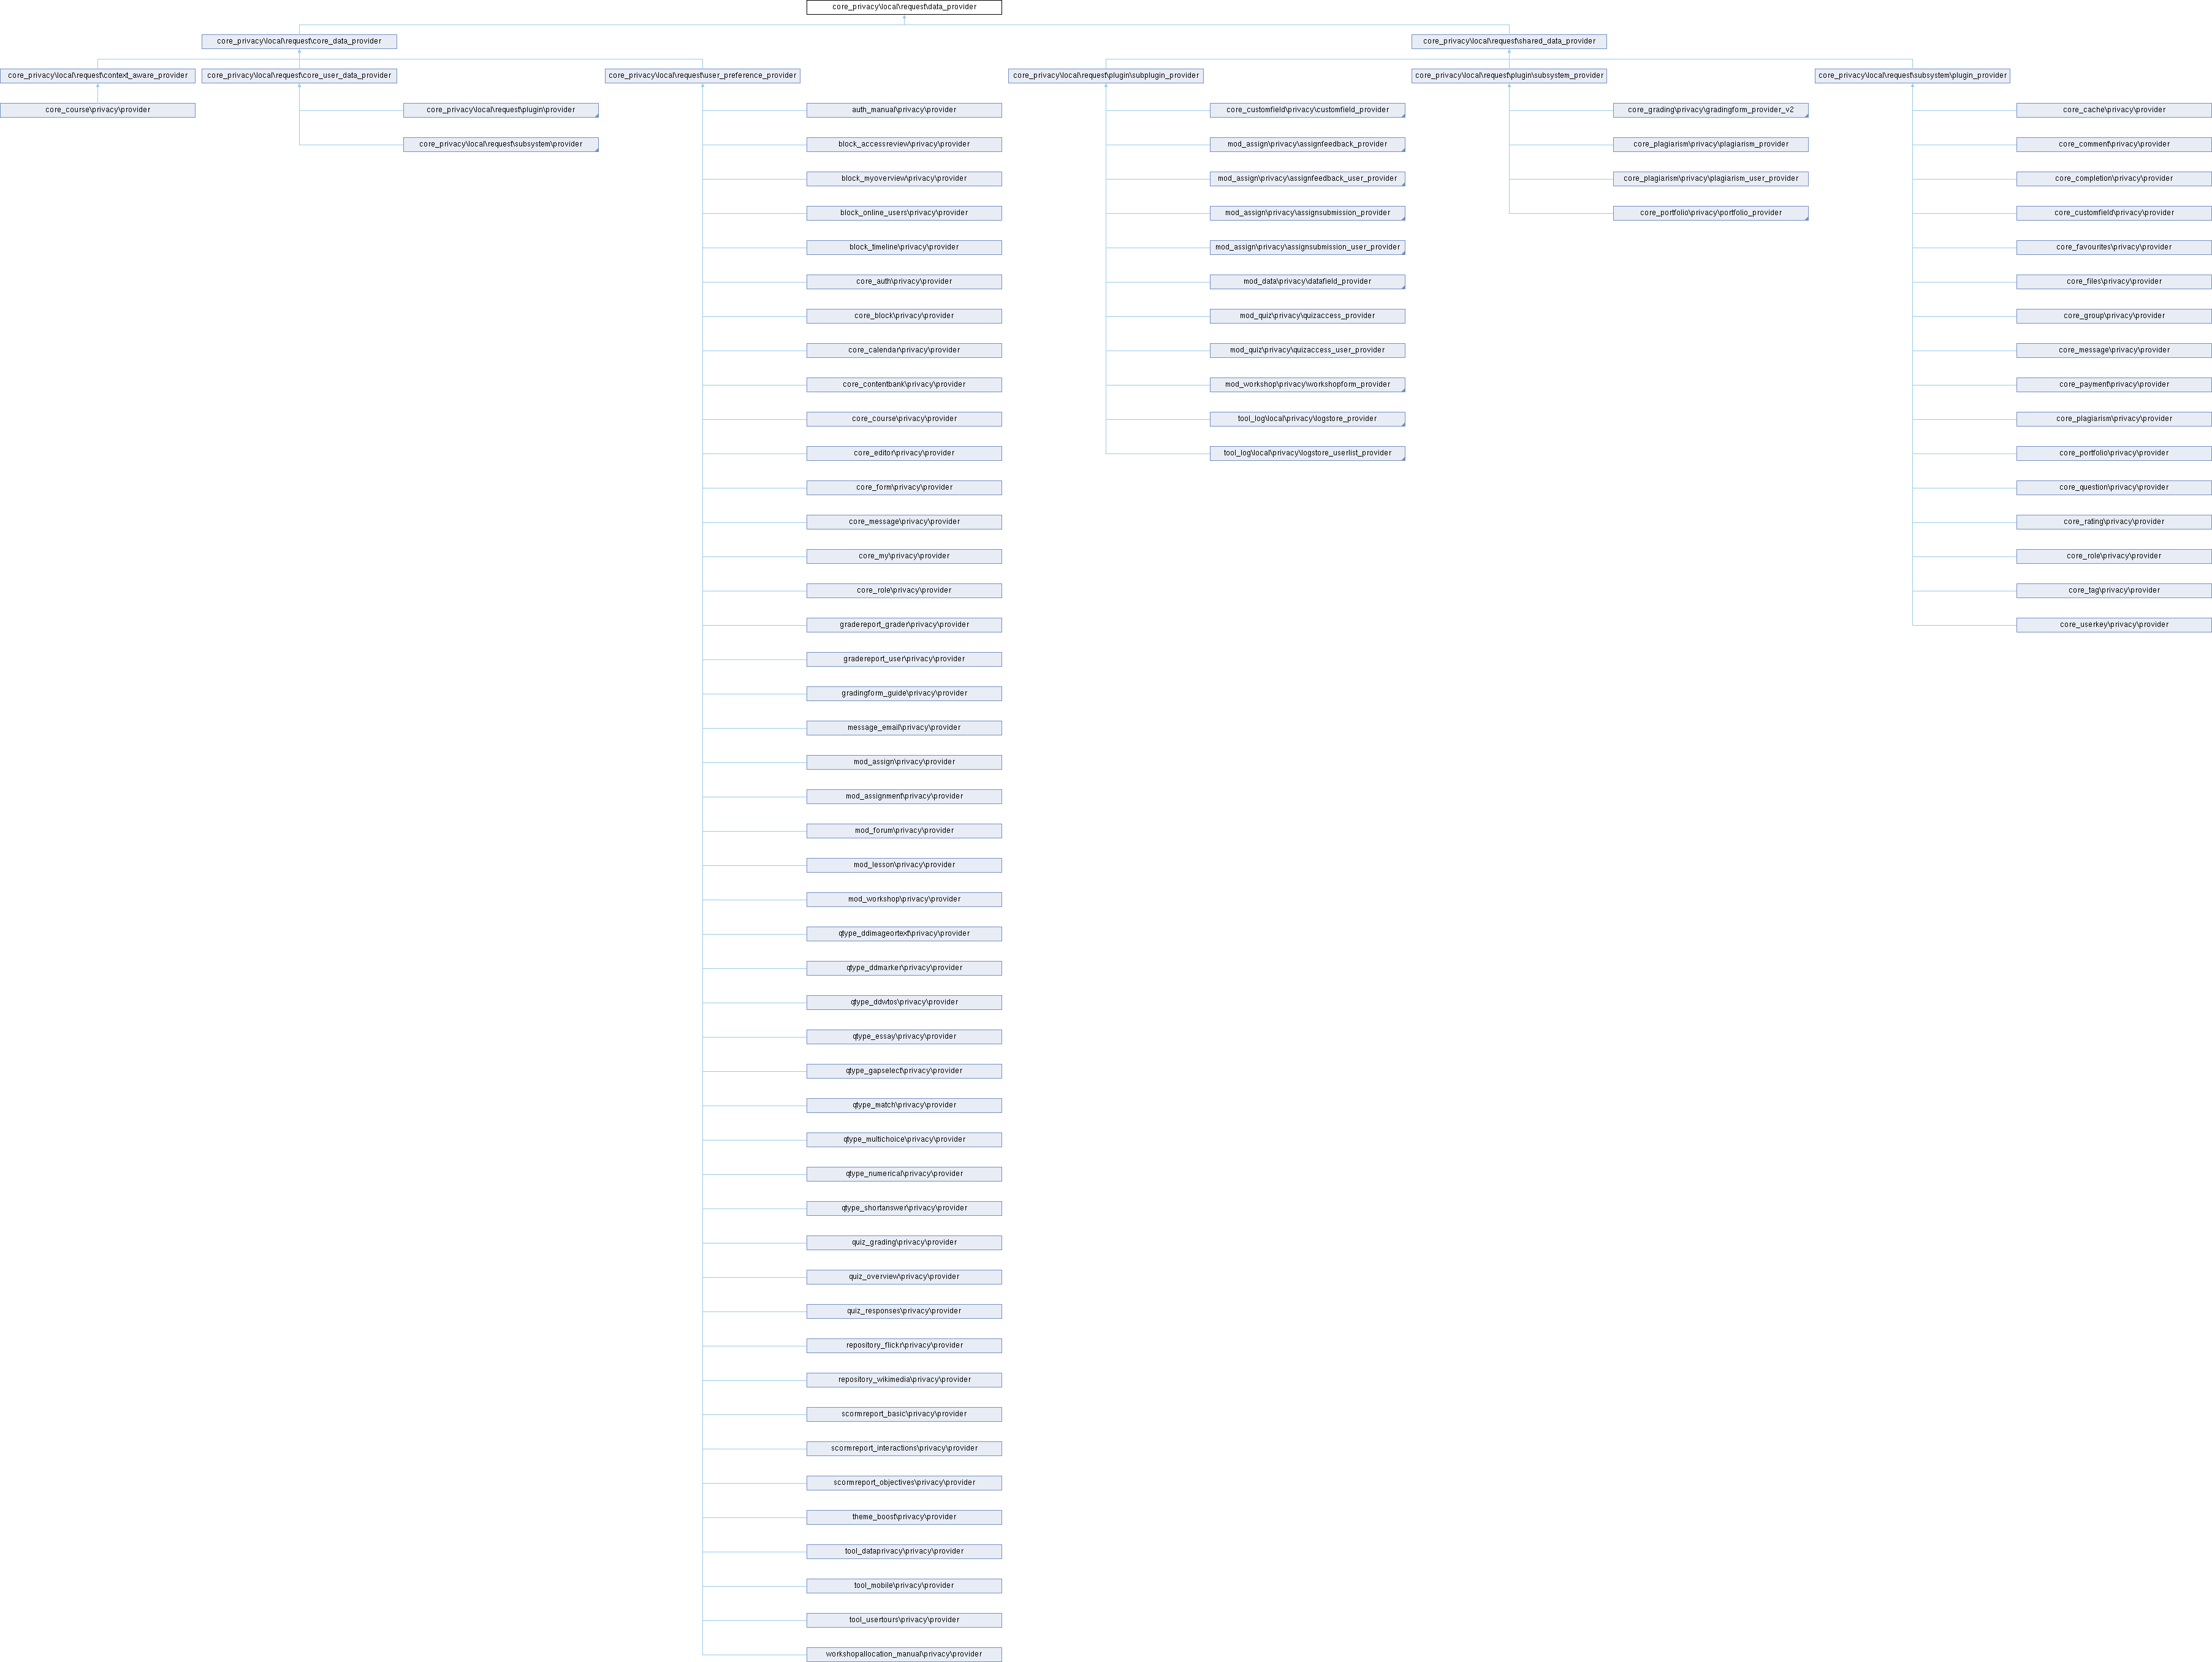 core_privacy\local\request\data_provider
core_privacy\local\request\core_data_provider
core_privacy\local\request\shared_data_provider
core_privacy\local\request\context_aware_provider
core_privacy\local\request\core_user_data_provider
core_privacy\local\request\user_preference_provider
core_privacy\local\request\plugin\subplugin_provider
core_privacy\local\request\plugin\subsystem_provider
core_privacy\local\request\subsystem\plugin_provider
core_course\privacy\provider
core_privacy\local\request\plugin\provider
core_privacy\local\request\subsystem\provider
auth_manual\privacy\provider
block_accessreview\privacy\provider
block_myoverview\privacy\provider
block_online_users\privacy\provider
block_timeline\privacy\provider
core_auth\privacy\provider
core_block\privacy\provider
core_calendar\privacy\provider
core_contentbank\privacy\provider
core_course\privacy\provider
core_editor\privacy\provider
core_form\privacy\provider
core_message\privacy\provider
core_my\privacy\provider
core_role\privacy\provider
gradereport_grader\privacy\provider
gradereport_user\privacy\provider
gradingform_guide\privacy\provider
message_email\privacy\provider
mod_assign\privacy\provider
mod_assignment\privacy\provider
mod_forum\privacy\provider
mod_lesson\privacy\provider
mod_workshop\privacy\provider
qtype_ddimageortext\privacy\provider
qtype_ddmarker\privacy\provider
qtype_ddwtos\privacy\provider
qtype_essay\privacy\provider
qtype_gapselect\privacy\provider
qtype_match\privacy\provider
qtype_multichoice\privacy\provider
qtype_numerical\privacy\provider
qtype_shortanswer\privacy\provider
quiz_grading\privacy\provider
quiz_overview\privacy\provider
quiz_responses\privacy\provider
repository_flickr\privacy\provider
repository_wikimedia\privacy\provider
scormreport_basic\privacy\provider
scormreport_interactions\privacy\provider
scormreport_objectives\privacy\provider
theme_boost\privacy\provider
tool_dataprivacy\privacy\provider
tool_mobile\privacy\provider
tool_usertours\privacy\provider
workshopallocation_manual\privacy\provider
core_customfield\privacy\customfield_provider
mod_assign\privacy\assignfeedback_provider
mod_assign\privacy\assignfeedback_user_provider
mod_assign\privacy\assignsubmission_provider
mod_assign\privacy\assignsubmission_user_provider
mod_data\privacy\datafield_provider
mod_quiz\privacy\quizaccess_provider
mod_quiz\privacy\quizaccess_user_provider
mod_workshop\privacy\workshopform_provider
tool_log\local\privacy\logstore_provider
tool_log\local\privacy\logstore_userlist_provider
core_grading\privacy\gradingform_provider_v2
core_plagiarism\privacy\plagiarism_provider
core_plagiarism\privacy\plagiarism_user_provider
core_portfolio\privacy\portfolio_provider
core_cache\privacy\provider
core_comment\privacy\provider
core_completion\privacy\provider
core_customfield\privacy\provider
core_favourites\privacy\provider
core_files\privacy\provider
core_group\privacy\provider
core_message\privacy\provider
core_payment\privacy\provider
core_plagiarism\privacy\provider
core_portfolio\privacy\provider
core_question\privacy\provider
core_rating\privacy\provider
core_role\privacy\provider
core_tag\privacy\provider
core_userkey\privacy\provider